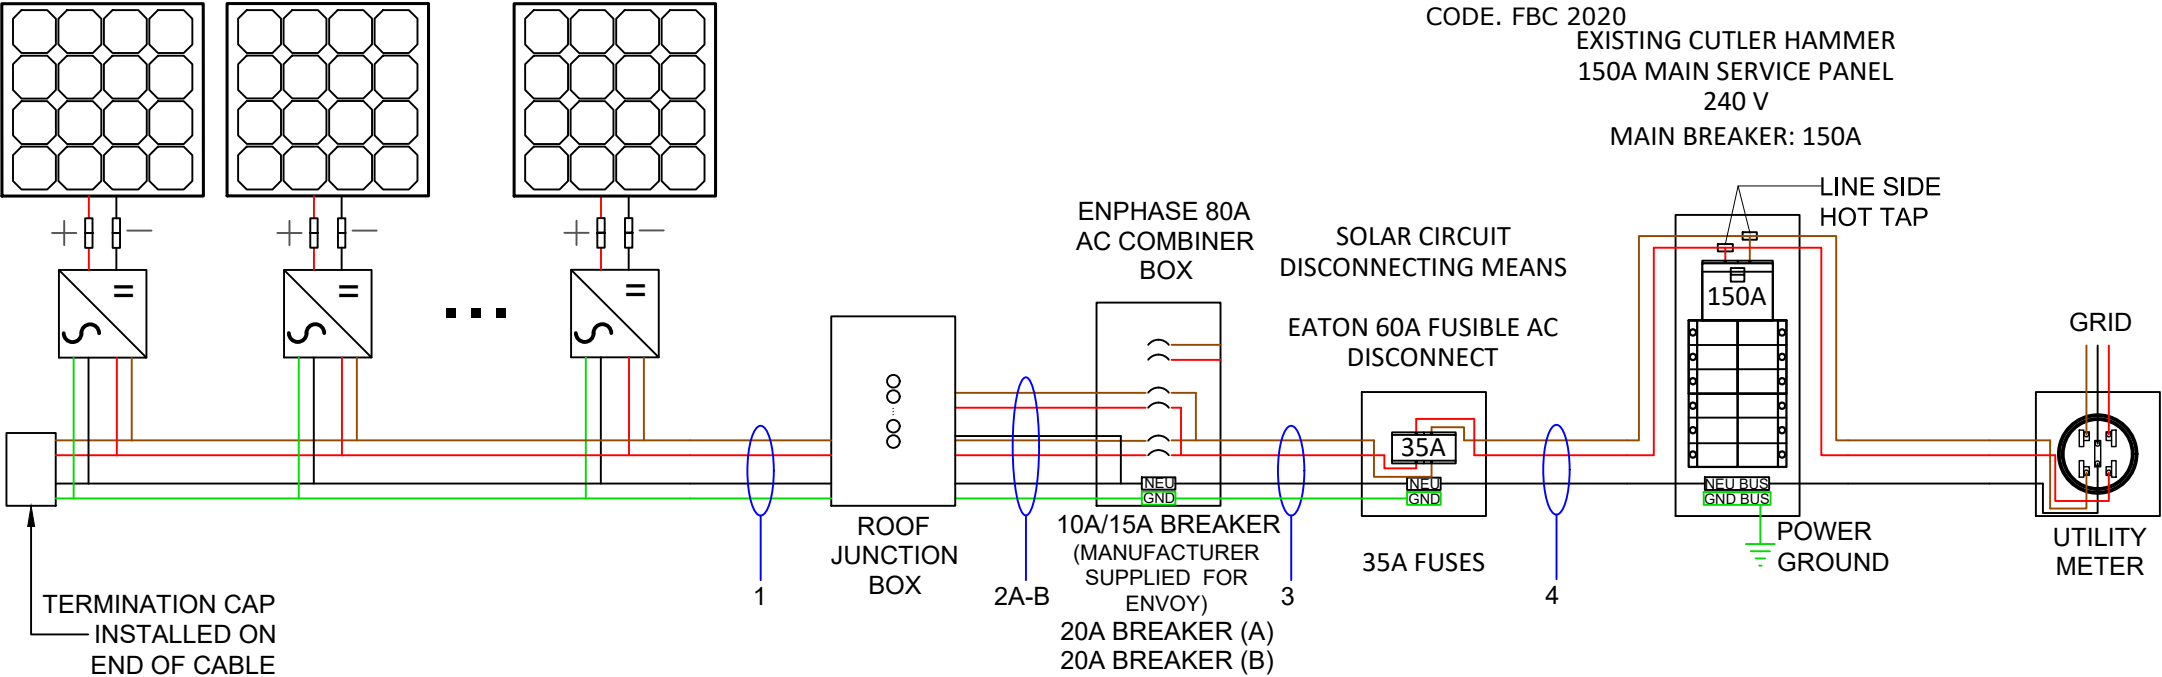 CODE. FBC 2020
EXISTING CUTLER HAMMER
150A MAIN SERVICE PANEL
240 V
MAIN BREAKER: 150A
LINE SIDE
HOT TAP
ENPHASE 80A
AC COMBINER
BOX
SOLAR CIRCUIT
DISCONNECTING MEANS
EATON 60A FUSIBLE AC
DISCONNECT
150A
GRID
35A
NEU
GND
NEU
GND
NEU BUS
GND BUS
ROOF
JUNCTION
BOX
10A/15A BREAKER
(MANUFACTURER
SUPPLIED FOR
ENVOY)
20A BREAKER (A)
20A BREAKER (B)
35A FUSES
POWER
GROUND
UTILITY
METER
1
2A-B
3
4
TERMINATION CAP
INSTALLED ON
END OF CABLE